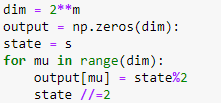 dim = 2**m
output = np.zeros(dim):
state = s
for mu in range(dim):
    output[mu] = state%2
    state //=2